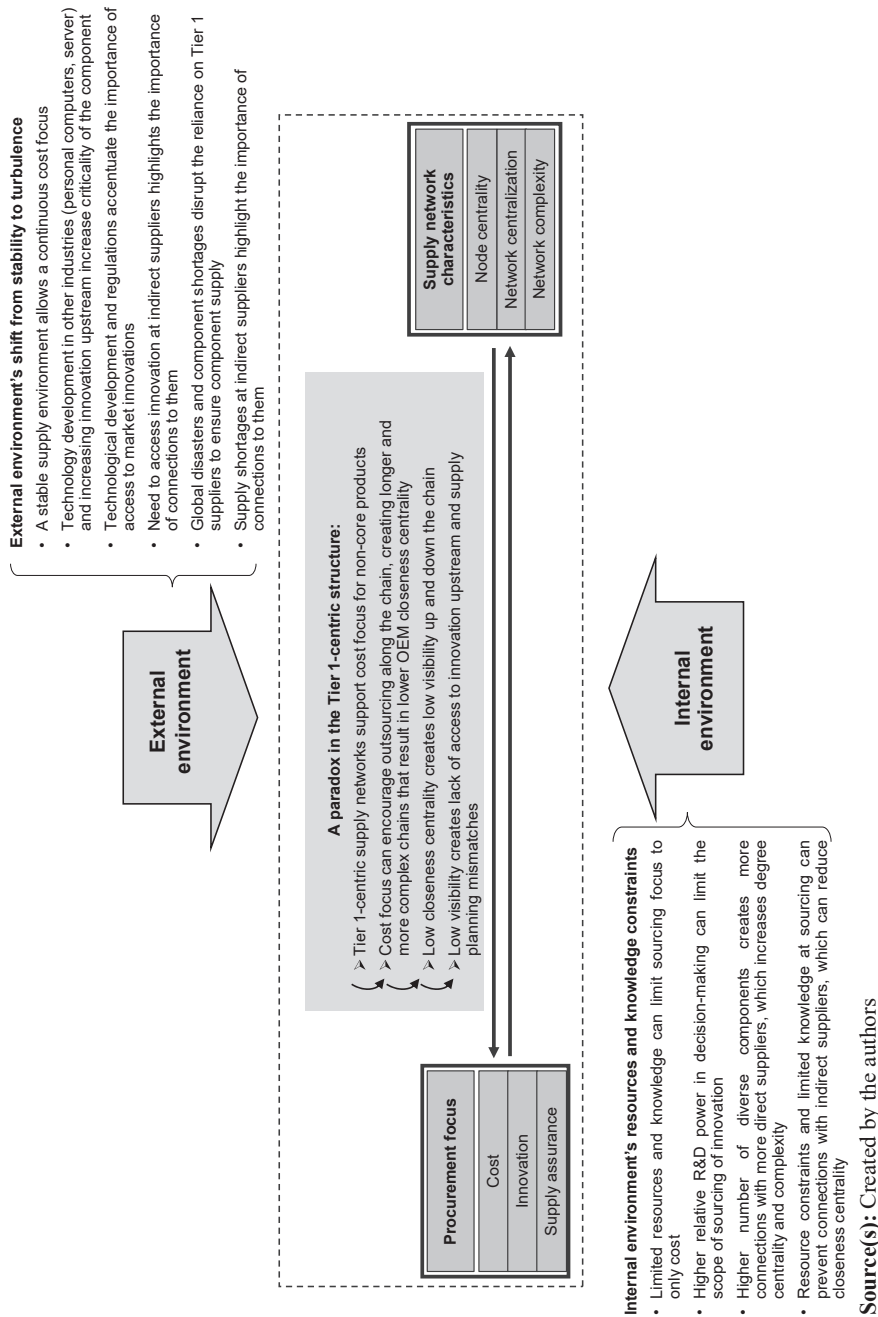 External environment's shift from stability to turbulence
• A stable supply environment allows a continuous cost focus
• Technology development in other industries (personal computers, server)
and increasing innovation upstream increase criticality of the component
• Technological development and regulations accentuate the importance of
access to market innovations
• Need to access innovation at indirect suppliers highlights the importance
of connections to them
• Global disasters and component shortages disrupt the reliance on Tier 1
suppliers to ensure component supply
• Supply shortages at indirect suppliers highlight the importance of
connections to them
External
environment
Procurement focus
Cost
Innovation
Supply assurance
A paradox in the Tier 1-centric structure:
➢ Tier 1-centric supply networks support cost focus for non-core products
➢ Cost focus can encourage outsourcing along the chain, creating longer and
more complex chains that result in lower OEM closeness centrality
➢ Low closeness centrality creates low visibility up and down the chain
➢ Low visibility creates lack of access to innovation upstream and supply
planning mismatches
Supply network
characteristics
Node centrality
Network centralization
Network complexity
Internal environment's resources and knowledge constraints
• Limited resources and knowledge can limit sourcing focus to
only cost
• Higher relative R&D power in decision-making can limit the
scope of sourcing of innovation
• Higher number of diverse components creates more
connections with more direct suppliers, which increases degree
centrality and complexity
• Resource constraints and limited knowledge at sourcing can
prevent connections with indirect suppliers, which can reduce
closeness centrality
Internal
environment
Source(s): Created by the authors